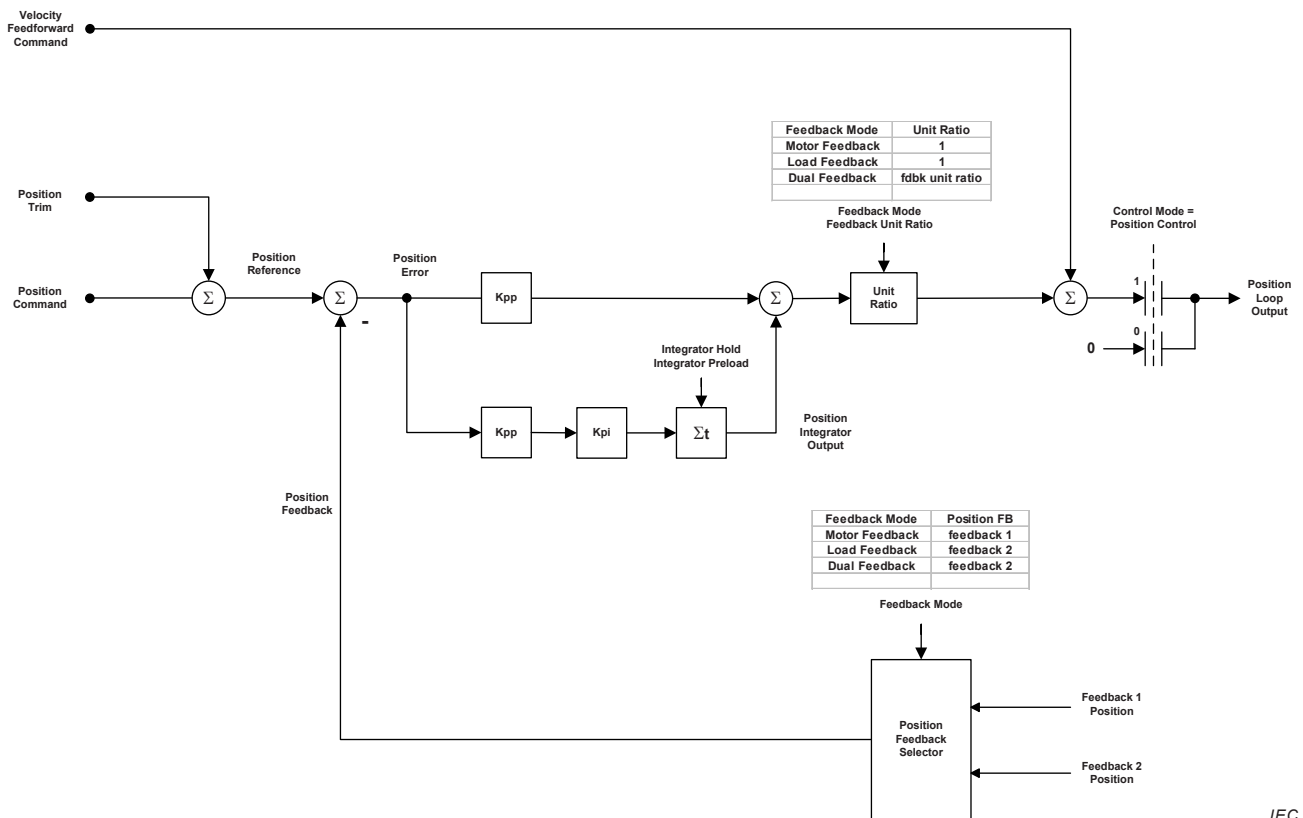 Velocity
Feedforward
Command
Feedback Mode Unit Ratio
Motor Feedback 1
Load Feedback 1
Dual Feedback fdbk unit ratio
Feedback Mode
Feedback Unit Ratio
Control Mode =
Position Control
Position
Trim
Position
Reference
Position
Error
Position
Command
Σ
Σ
-
Kpp
Σ
Unit
Ratio
Σ
1
0
0
Position
Loop
Output
Integrator Hold
Integrator Preload
Kpp
Kpi
Σt
Position
Integrator
Output
Position
Feedback
Feedback Mode Position FB
Motor Feedback feedback 1
Load Feedback feedback 2
Dual Feedback feedback 2
Feedback Mode
Position
Feedback
Selector
Feedback 1
Position
Feedback 2
Position
IEC